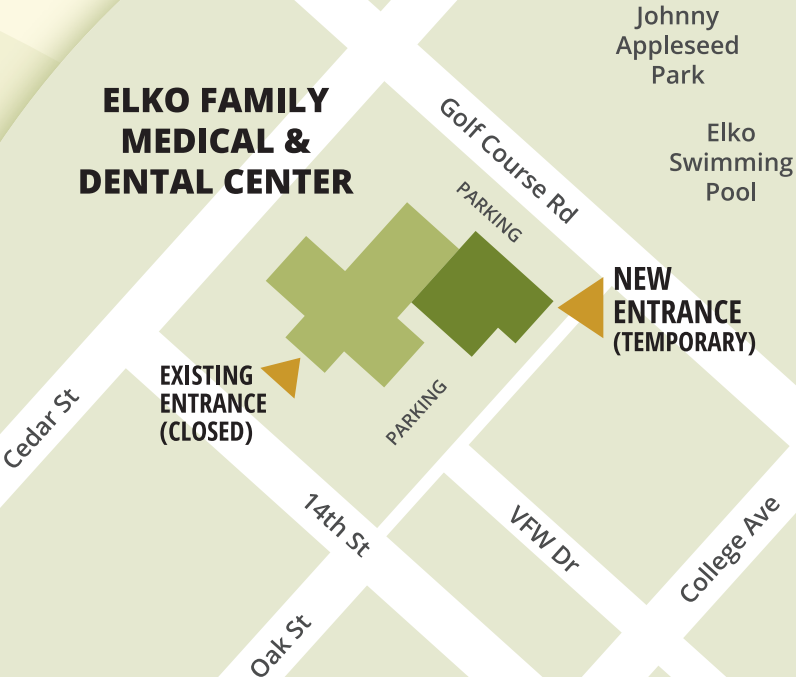 Johnny
Appleseed
Park
ELKO FAMILY
MEDICAL &
DENTAL CENTER
Golf Course Rd
Elko
Swimming
Pool
PARKING
NEW
ENTRANCE
(TEMPORARY)
EXISTING
ENTRANCE
(CLOSED)
PARKING
Cedar St
14th St
VFW Dr
College Ave
Oak St